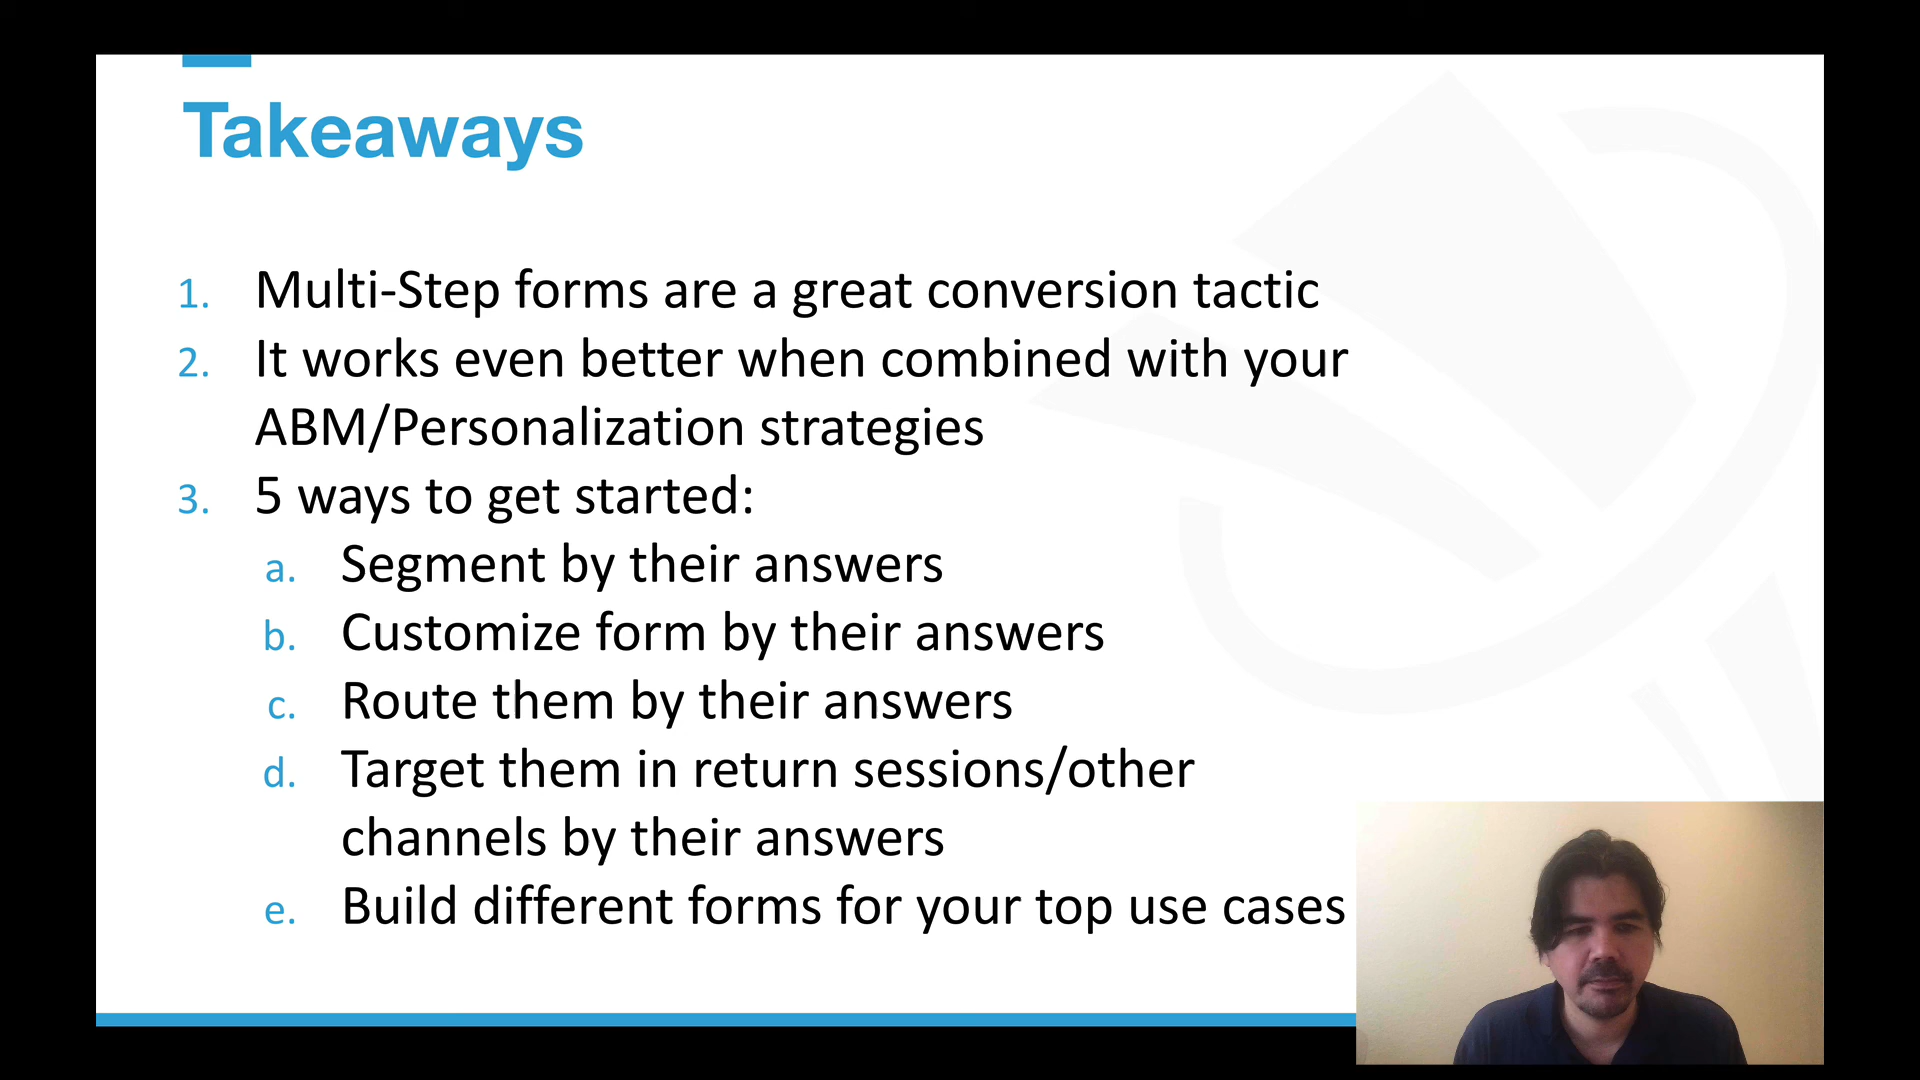 Takeaways
1. Multi-Step forms are a great conversion tactic
2. It works even better when combined with your
ABM/Personalization strategies
3. 5 ways to get started:
a. Segment by their answers
b. Customize form by their answers
c. Route them by their answers
d. Target them in return sessions/other
channels by their answers
e. Build different forms for your top use cases